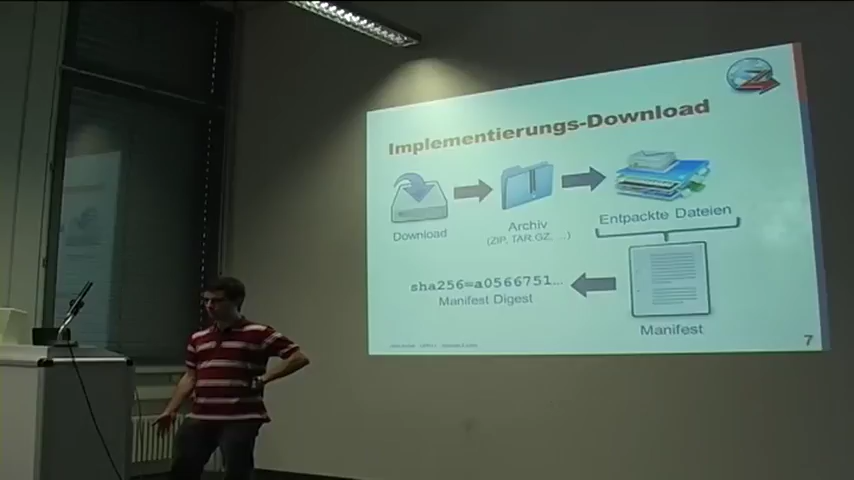 Implementierungs-Download
Download
Archiv
(ZIP, TAR.GZ, ...)
Entpackte Dateien
sha256=a0566751...
Manifest Digest
Manifest
7